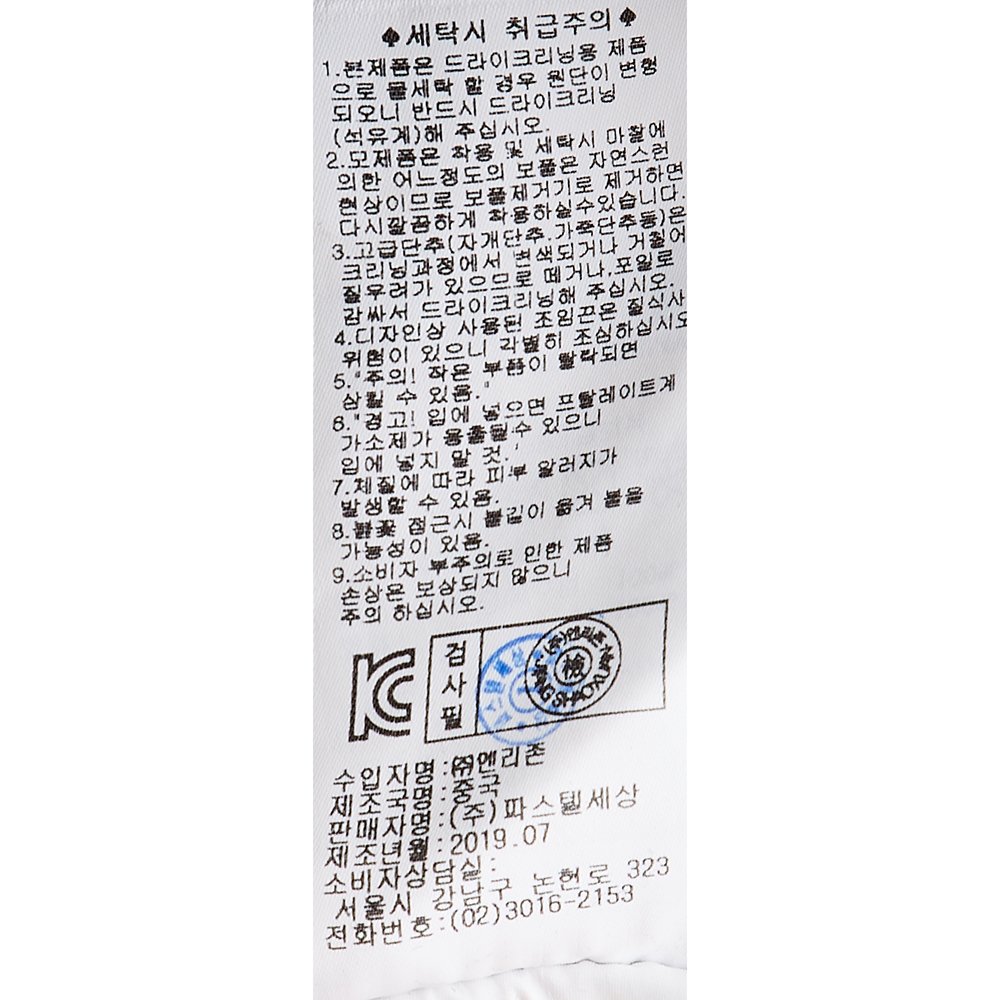 ♠세탁시 취급주의♠
1.본제품은 드라이크리닝용 제품
으로 물세탁 할 경우 원단이 변형
되오니 반드시 드라이크리닝
(석유계)해 주십시오.
2.모제품은 착용 및 세탁시 마찰에
의한 어느정도의 보풀은 자연스런
현상이므로 보풀제거기로 제거하면
다시깔끔하게 착용하실수있습니다.
3.고급단추(자개단추.가죽단추등)은
크리닝과정에서 변색되거나 거칠어
질우려가 있으므로 떼거나,포일로
감싸서 드라이크리닝해 주십시오.
4.디자인상 사용된 조임끈은 질식사
위험이 있으니 각별히 조심하십시오
5."주의! 작은 부품이 탈락되면
삼킬 수 있음."
6."경고! 입에 넣으면 프탈레이트계
가소제가 용출될수 있으니
입에 넣지 말 것."
7.체질에 따라 피부 알러지가
발생할 수 있음.
8.불꽃 접근시 불길이 옮겨 붙을
가능성이 있음.
9.소비자 부주의로 인한 제품
손상은 보상되지 않으니
주의 하십시오.
검
사
필
(주)엔리존
檢
파스텔세상
수입자명:㈜엔리존
제조국명:중국
판매자명:(주)파스텔세상
제조년월:2019.07
소비자상담실:
서울시 강남구 논현로 323
전화번호:(02)3016-2153